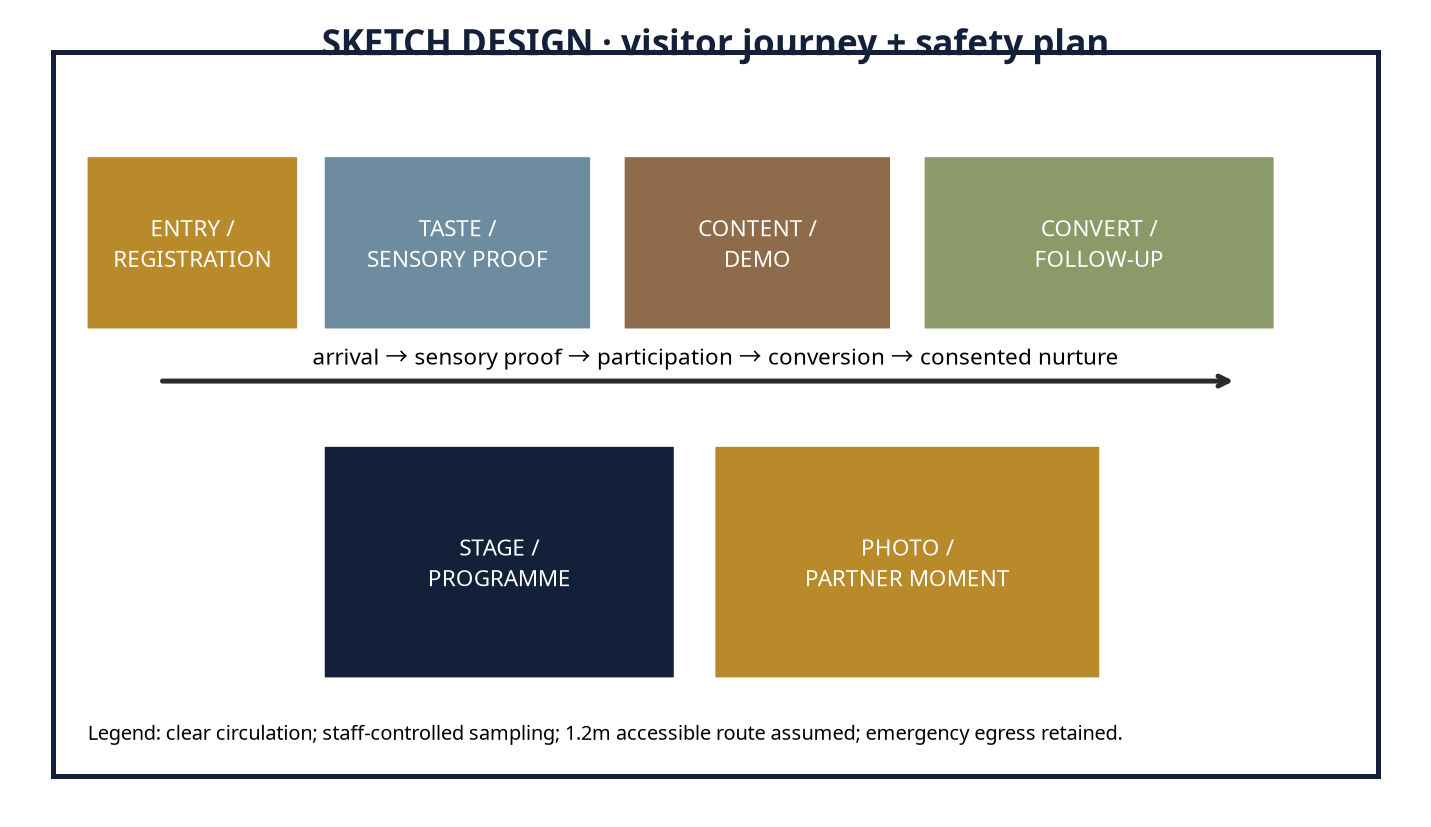 SKETCH DESIGN · visitor journey + safety plan
ENTRY /
REGISTRATION
TASTE /
SENSORY PROOF
CONTENT /
DEMO
CONVERT /
FOLLOW-UP
arrival → sensory proof → participation → conversion → consented nurture
STAGE /
PROGRAMME
PHOTO /
PARTNER MOMENT
Legend: clear circulation; staff-controlled sampling; 1.2m accessible route assumed; emergency egress retained.